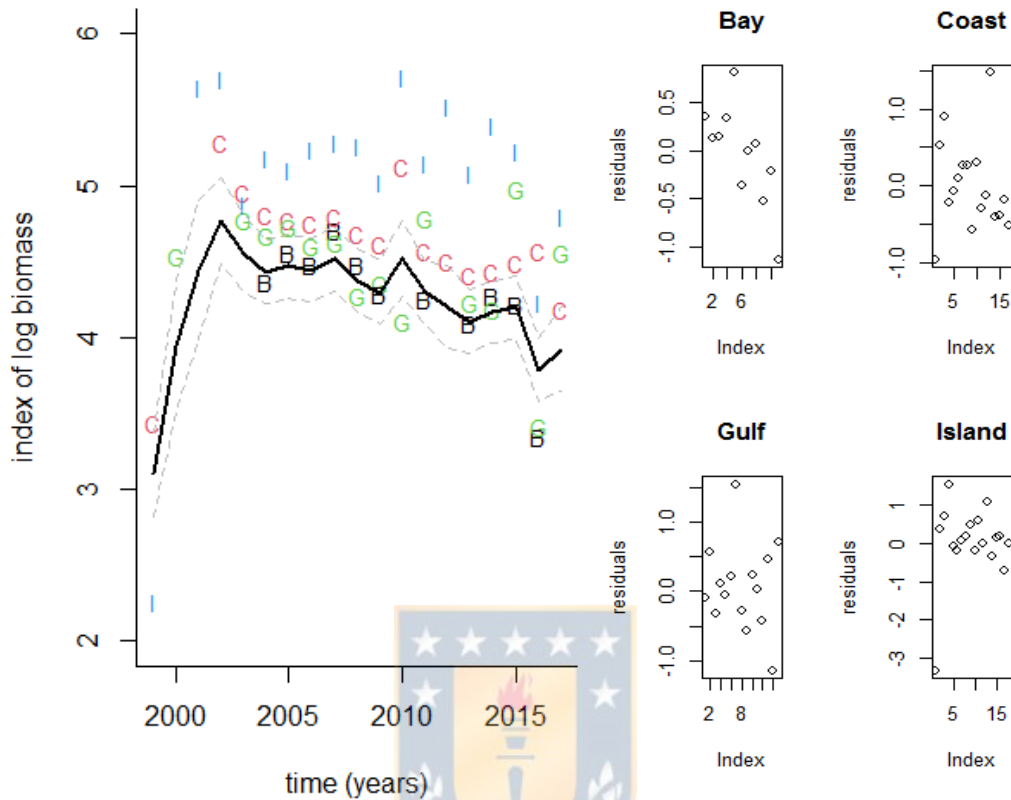 index of log biomass
6
5
4
3
2
I I I I I I I I I I I I I I I I I I I
C C C C C C C C C C C C C C C C C
G G G G G G G G G G G G G G G
B B B B B B B B B B B
2000 2005 2010 2015
time (years)
Bay
residuals
0.5
0.0
-0.5
-1.0
2 6
Index
Coast
residuals
1.0
0.0
-1.0
5 15
Index
Gulf
residuals
1.0
0.0
-1.0
2 8
Index
Island
residuals
1
0
-1
-2
-3
5 15
Index